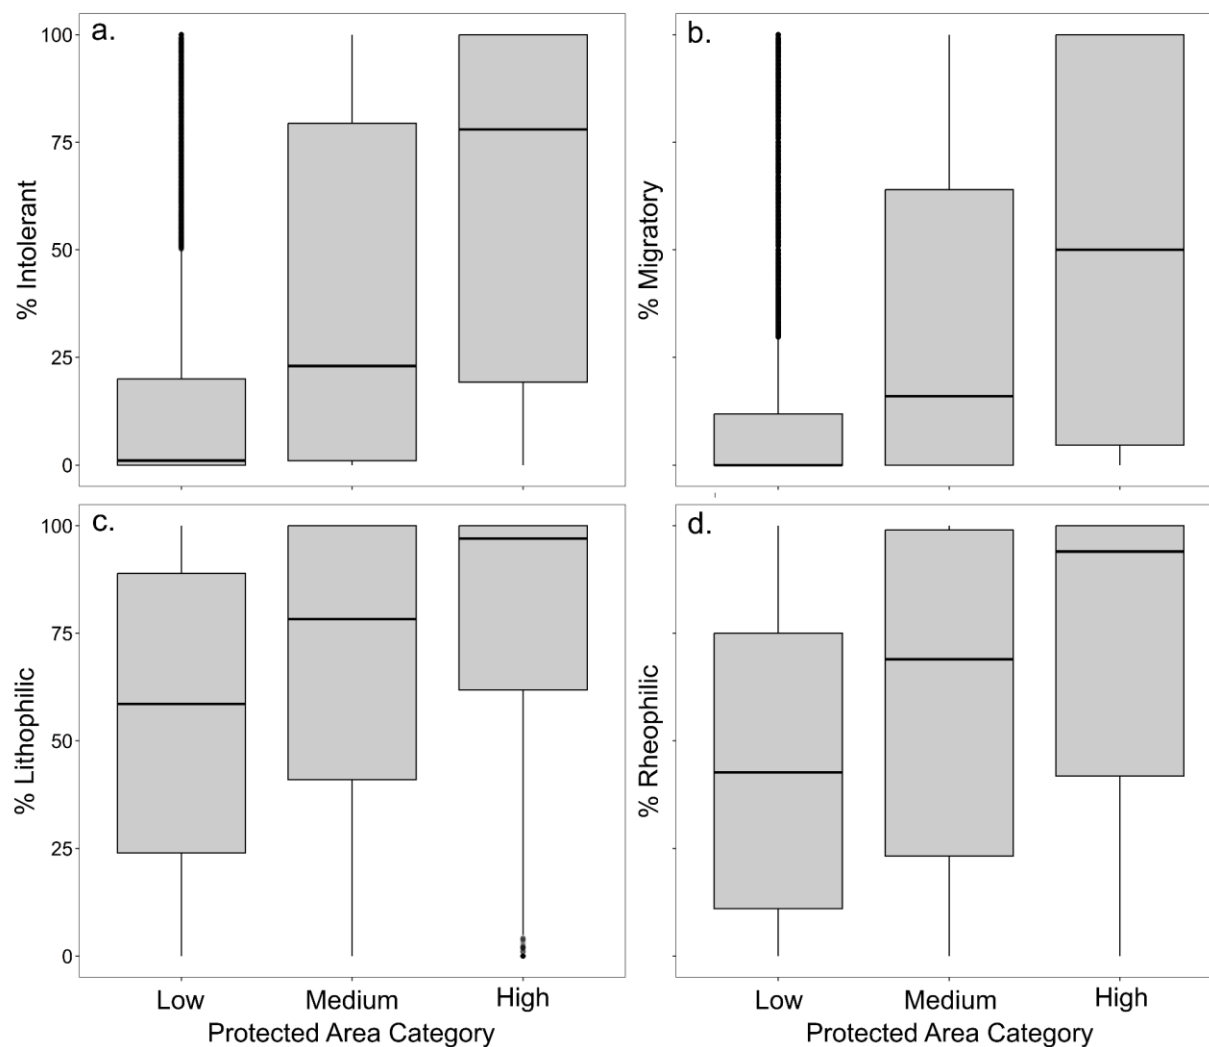 a.
100
75
50
25
0
% Intolerant
b.
% Migratory
c.
100
75
50
25
0
% Lithophilic
Low Medium High
Protected Area Category
d.
% Rheophilic
Low Medium High
Protected Area Category